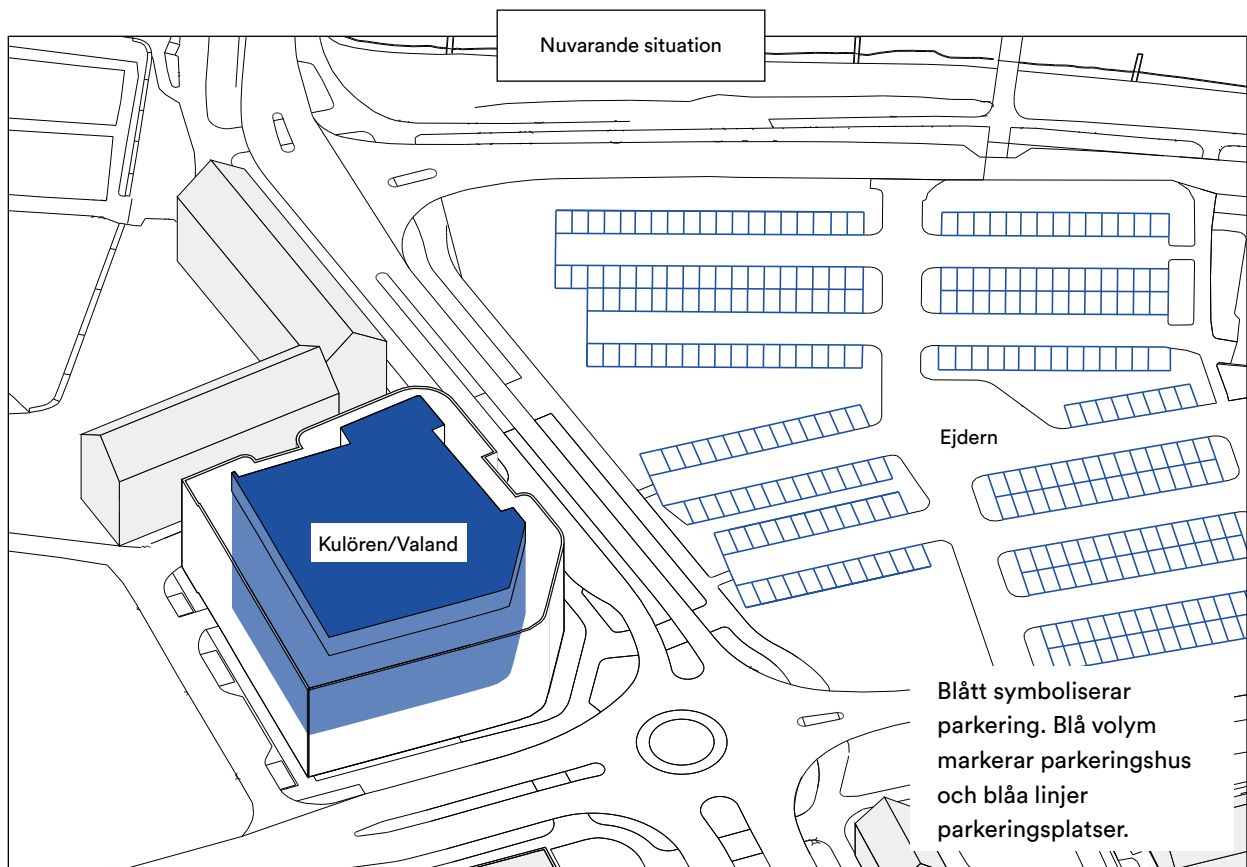 Nuvarande situation
Ejdern
Kulören/Valand
Blått symboliserar
parkering. Blå volym
markerar parkeringshus
och blåa linjer
parkeringsplatser.